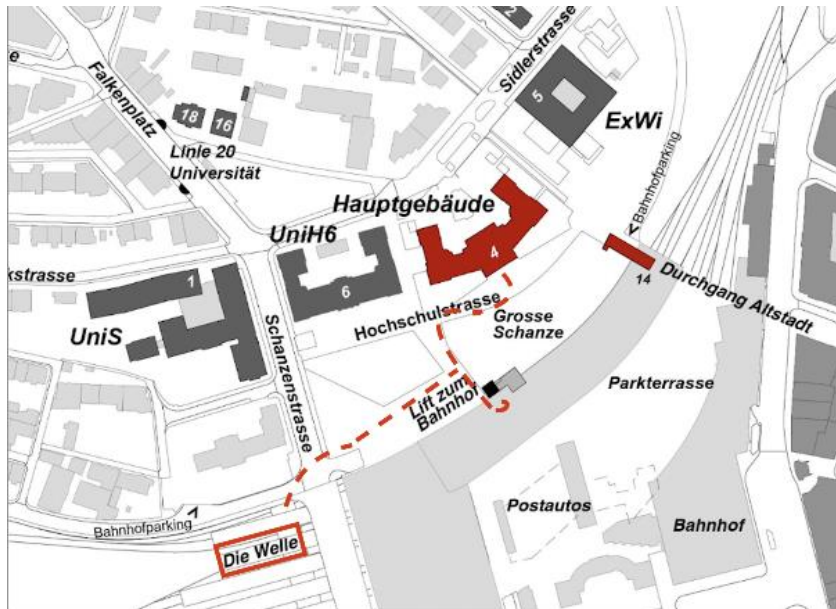 2
Falkenplatz
Sidlerstrasse
5
ExWi
18
16
Linie 20
Universität
Bahnhofparking
Hauptgebäude
UniH6
4
kstrasse
1
6
14
Durchgang Altstadt
Hochschulstrasse
Grosse
Schanze
UniS
Schanzenstrasse
Parkterrasse
Lift zum
Bahnhof
Postautos
Bahnhofparking
Bahnhof
Die Welle